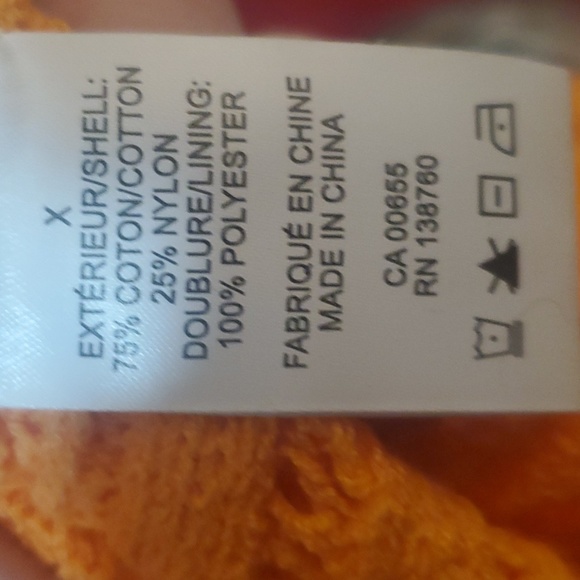 X
EXTÉRIEUR/SHELL:
75% COTON/COTTON
25% NYLON
DOUBLURE/LINING:
100% POLYESTER
FABRIQUÉ EN CHINE
MADE IN CHINA
CA 00655
RN 138760